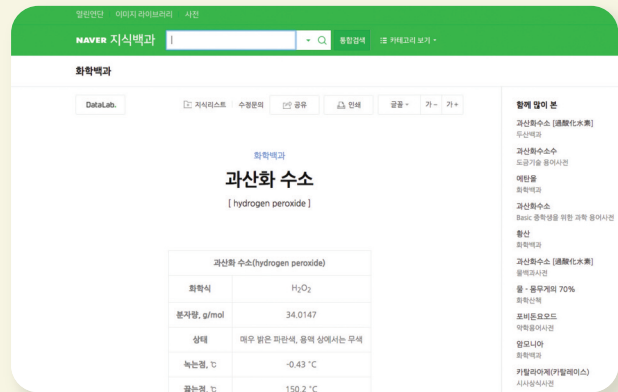 열린연단 이미지 라이브러리 사전
NAVER 지식백과 통합검색 카테고리 보기
화학백과
DataLab. 지식리스트 수정문의 공유 인쇄 글꼴 가 - 가 +
화학백과
과산화 수소
[ hydrogen peroxide ]
과산화 수소(hydrogen peroxide)
화학식 H₂O₂
분자량, g/mol 34.0147
상태 매우 밝은 파란색, 용액 상에서는 무색
녹는점, ℃ -0.43 ℃
끓는점, ℃ 150.2 ℃
함께 많이 본
과산화수소 [過酸化水素]
두산백과
과산화수소수
도금기술 용어사전
에탄올
화학백과
과산화수소
Basic 중학생을 위한 과학 용어사전
황산
화학백과
과산화수소 [過酸化水素]
물백과사전
물 - 몸무게의 70%
화학산책
포비돈요오드
약학용어사전
암모니아
화학백과
카탈라아제(카탈레이스)
시사상식사전